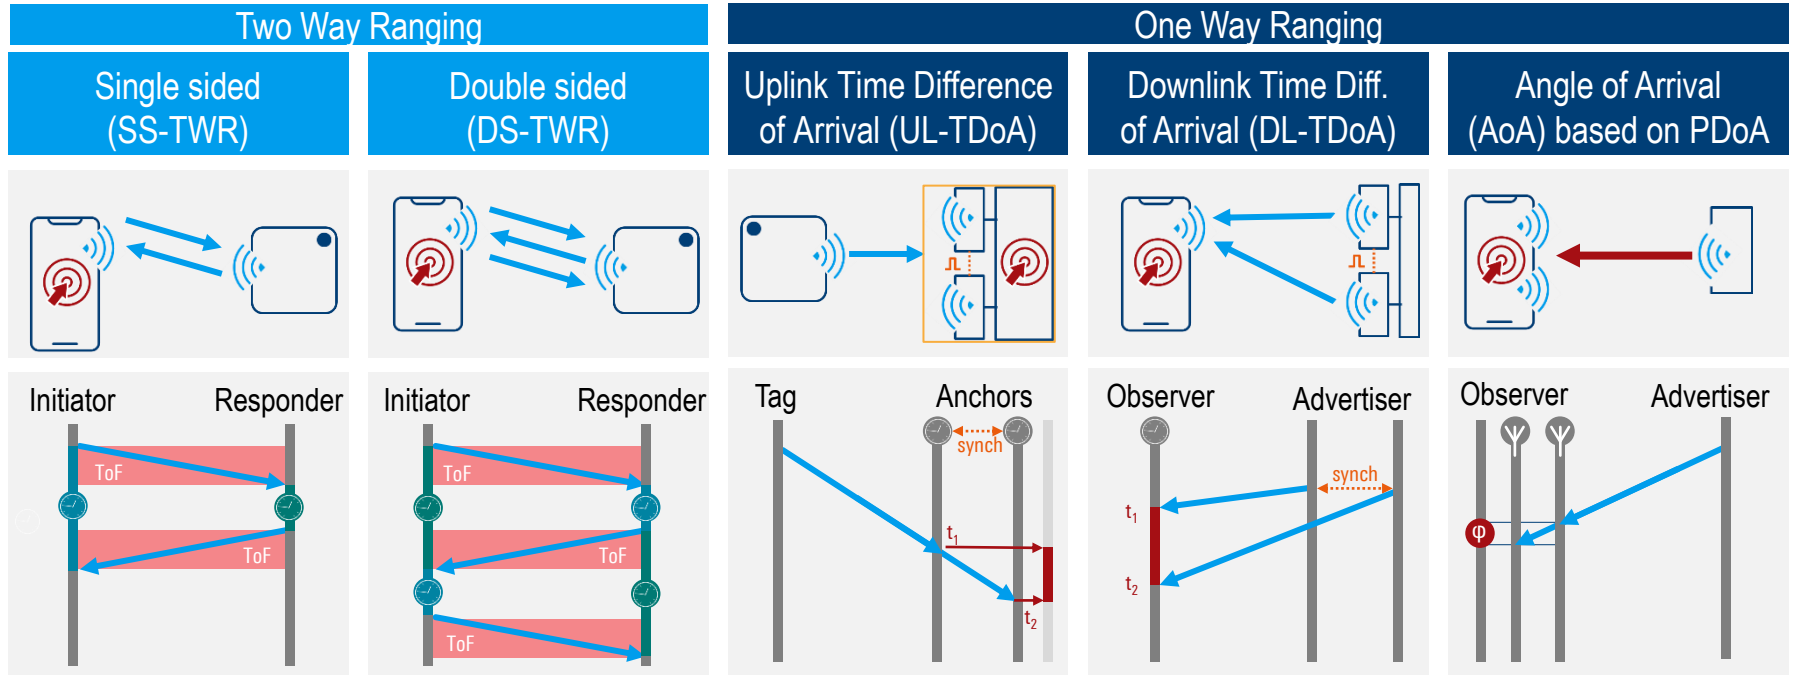 Two Way Ranging
One Way Ranging
Single sided
(SS-TWR)
Double sided
(DS-TWR)
Uplink Time Difference
of Arrival (UL-TDoA)
Downlink Time Diff.
of Arrival (DL-TDoA)
Angle of Arrival
(AoA) based on PDoA
Initiator
Responder
ToF
ToF
Initiator
Responder
ToF
ToF
ToF
Tag
Anchors
synch
t1
t2
Observer
Advertiser
synch
t1
t2
Observer
Advertiser
φ